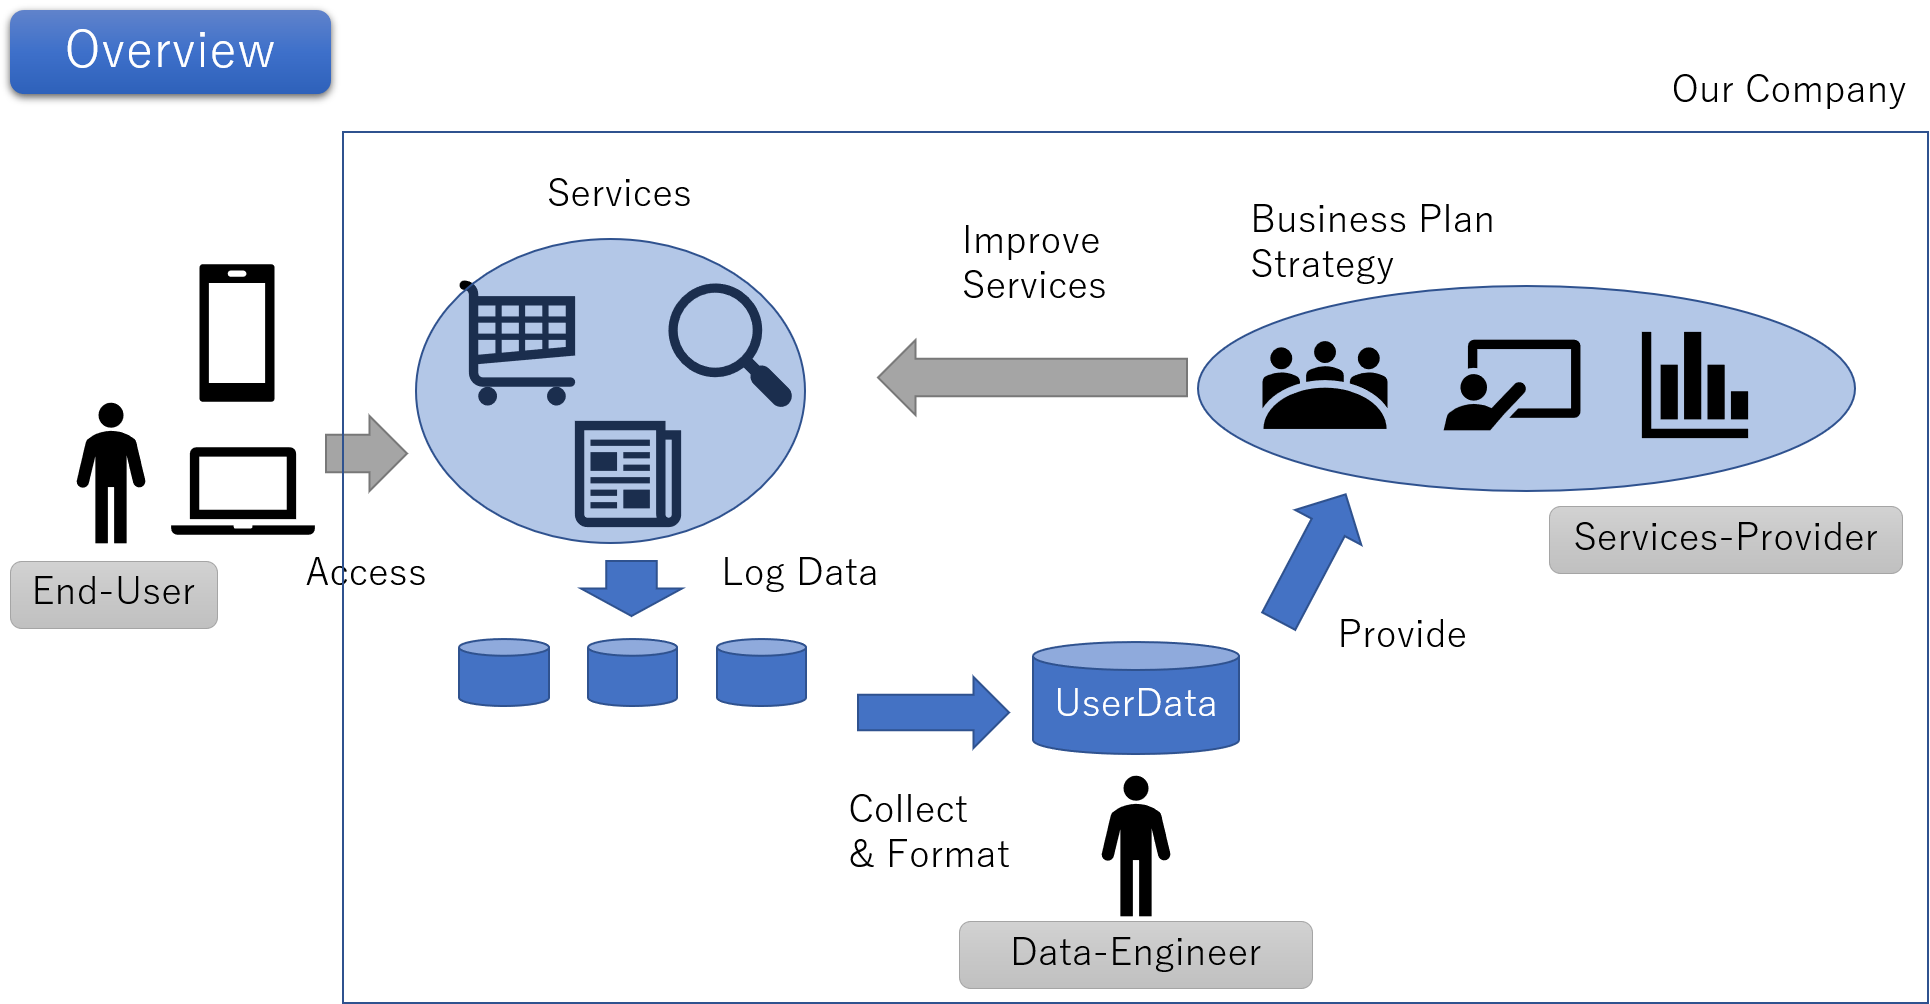 Overview
Our Company
Services
Improve
Services
Business Plan
Strategy
Services-Provider
End-User
Access
Log Data
Provide
UserData
Collect
& Format
Data-Engineer